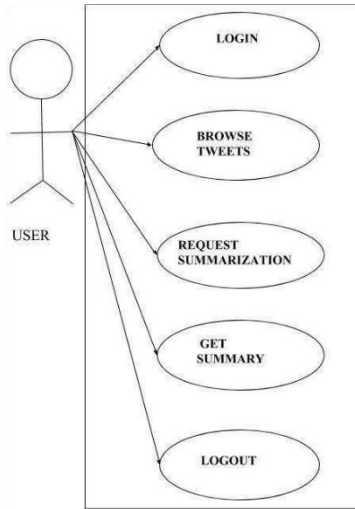 LOGIN
BROWSE
TWEETS
USER
REQUEST
SUMMARIZATION
GET
SUMMARY
LOGOUT